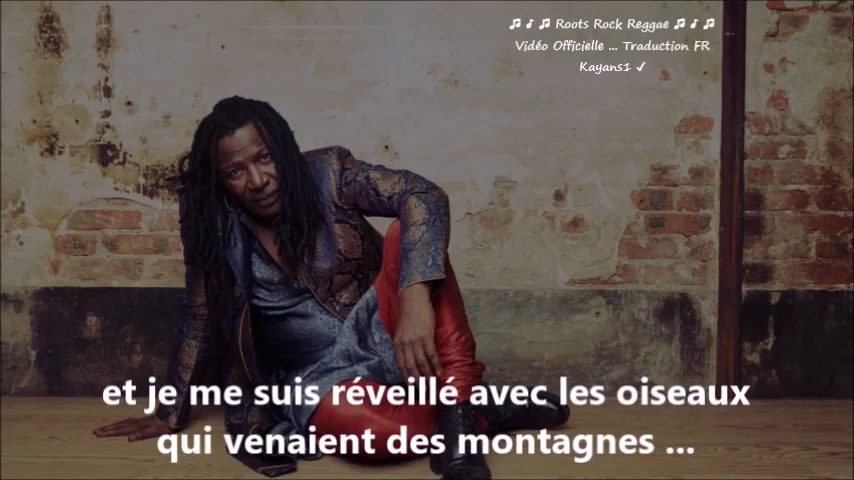 ♫ ♪ ♫ Roots Rock Reggae ♫ ♪ ♫
Vidéo Officielle ... Traduction FR
Kayans1 ✓
et je me suis réveillé avec les oiseaux
qui venaient des montagnes ...